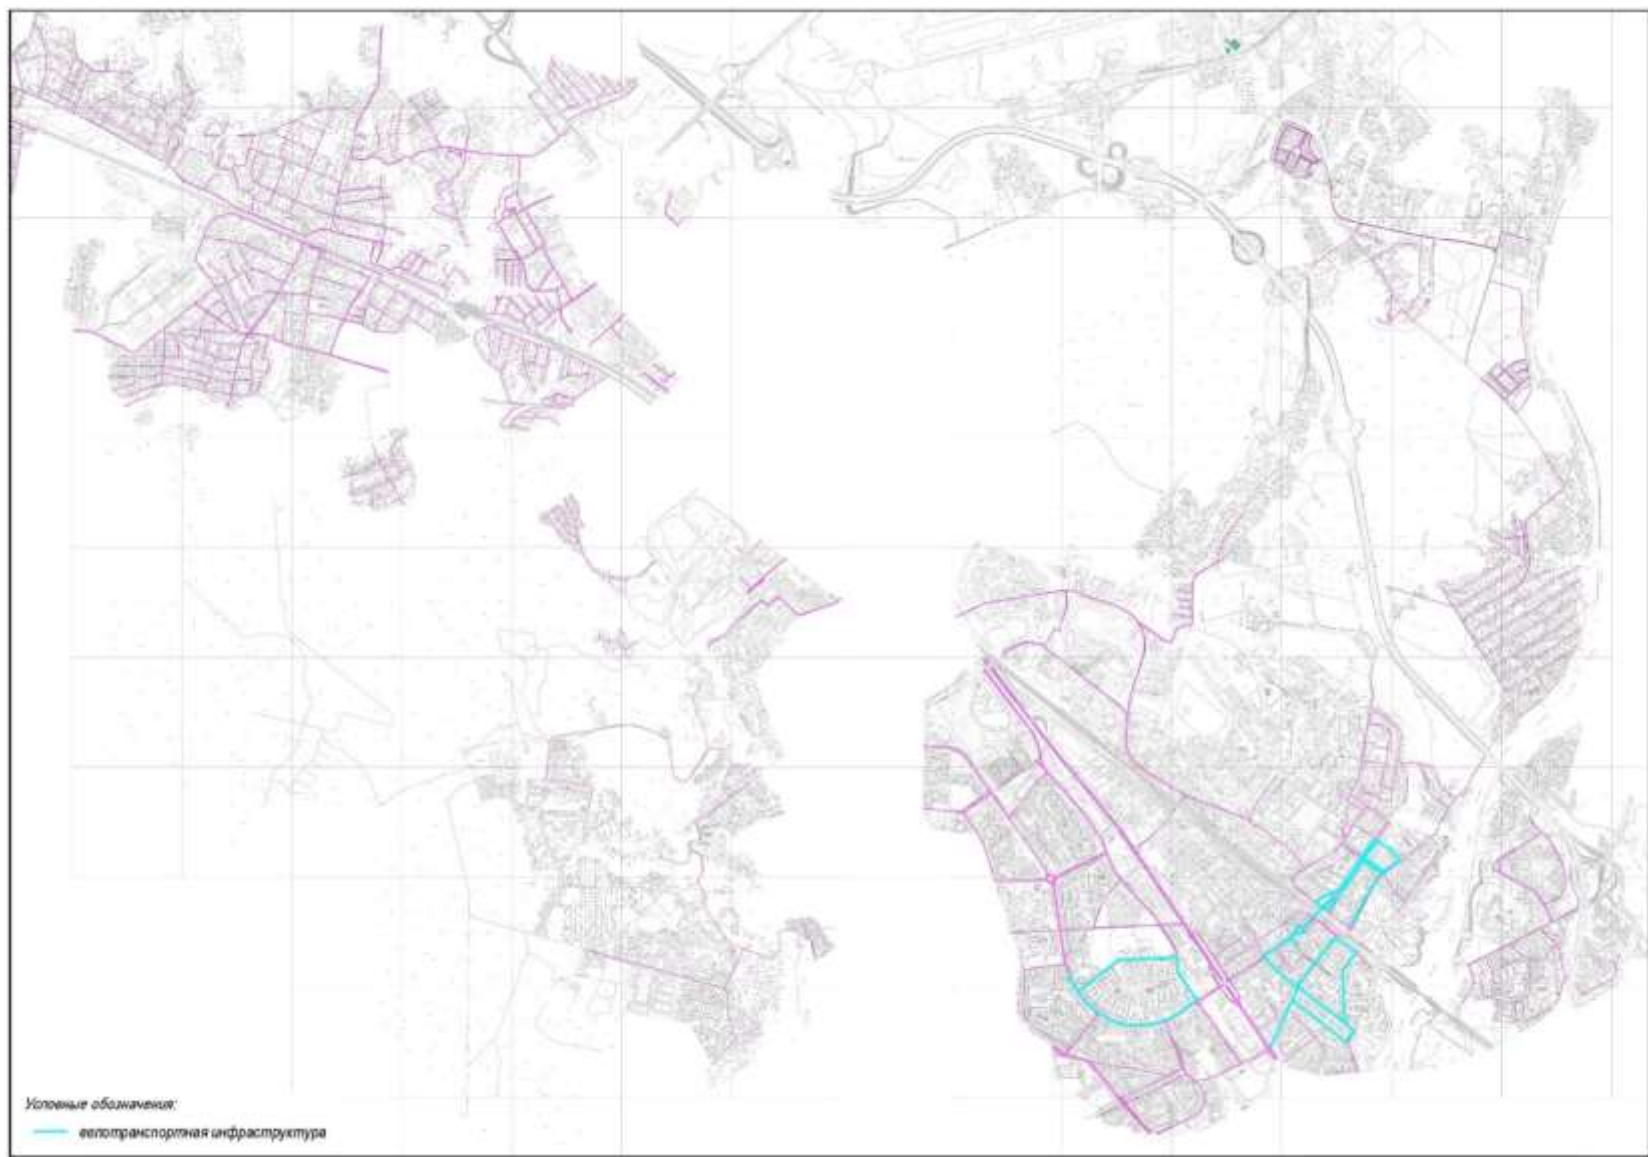 Условные обозначения:
велотранспортная инфраструктура